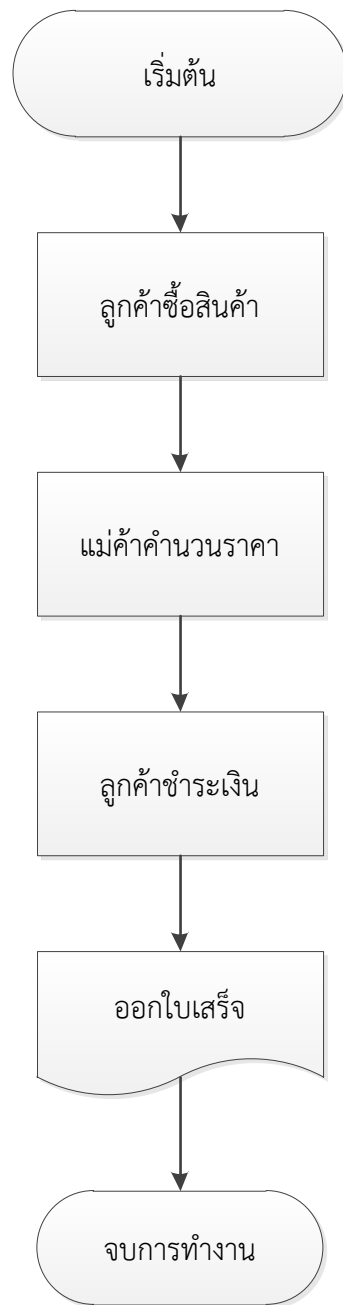 เริ่มต้น
ลูกค้าซื้อสินค้า
แม่ค้าคำนวนราคา
ลูกค้าชำระเงิน
ออกใบเสร็จ
จบการทำงาน